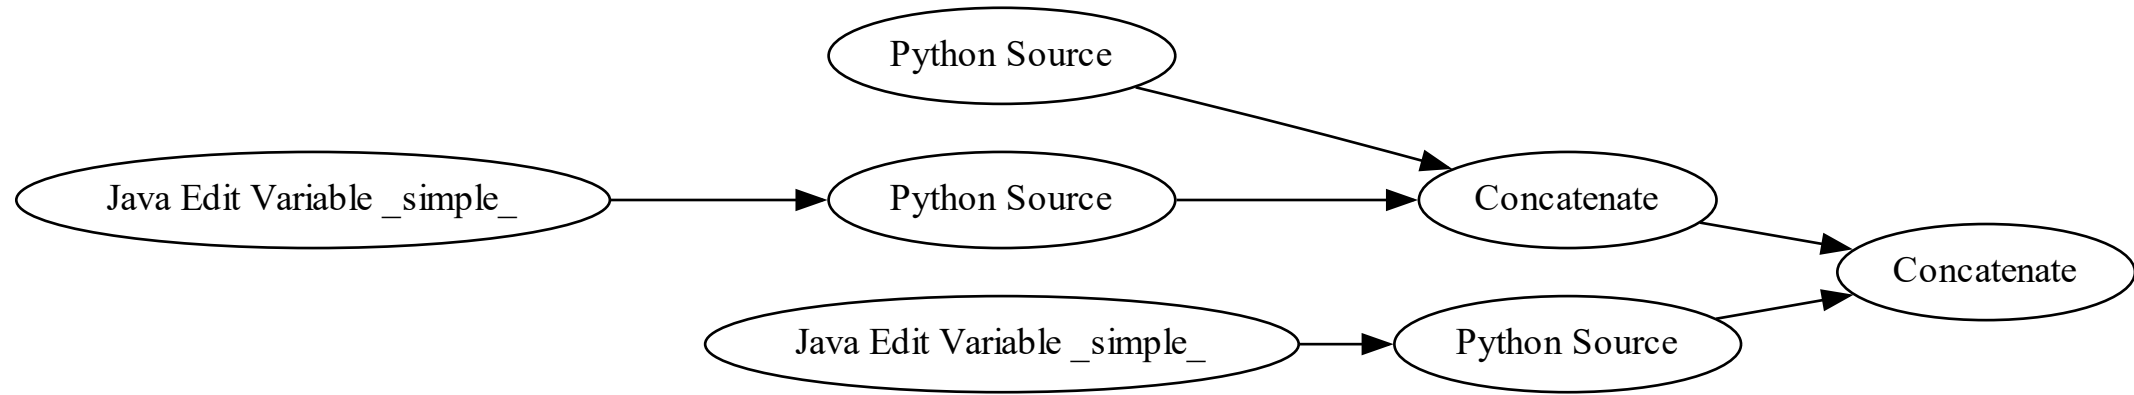 Python Source
Java Edit Variable _simple_
Python Source
Concatenate
Concatenate
Java Edit Variable _simple_
Python Source